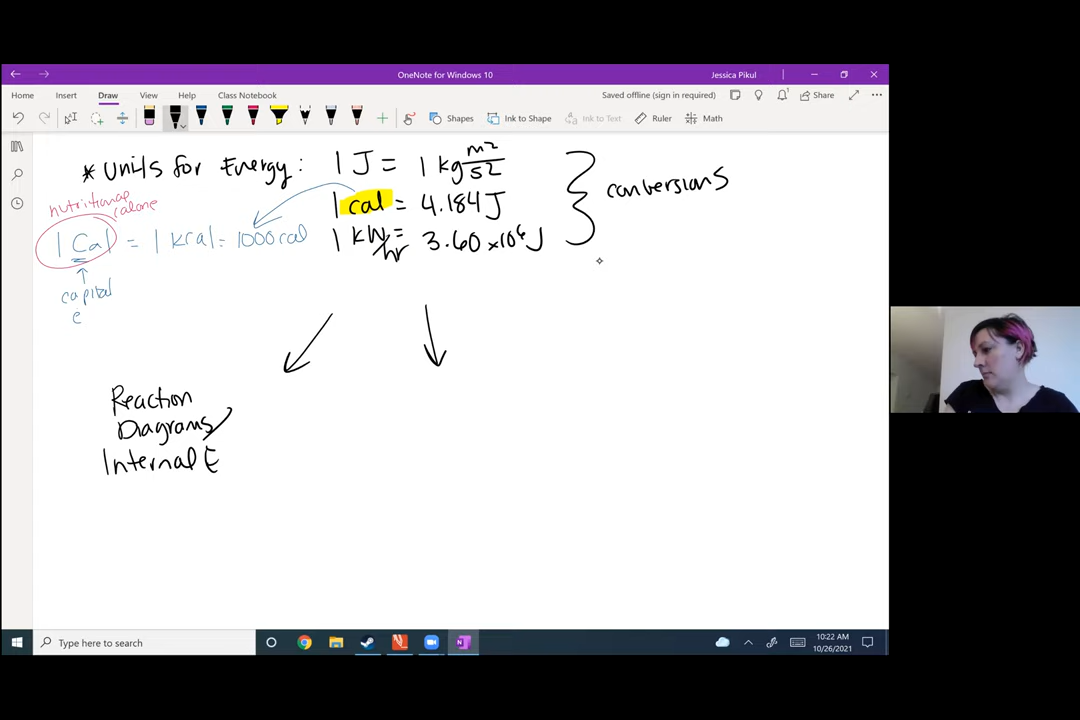 OneNote for Windows 10
Jessica Pikul
Home Insert Draw View Help Class Notebook
Saved offline (sign in required)
Share
Shapes Ink to Shape Ink to Text Ruler Math
* Units for Energy: 1 J = 1 kg m2/s2
1 cal = 4.184 J
1 kW/hr = 3.60 x 10^6 J
conversions
nutritional
calorie
1 Cal = 1 kcal = 1000 cal
capital
c
Reaction
Diagrams/
Internal E
Type here to search
10:22 AM
10/26/2021